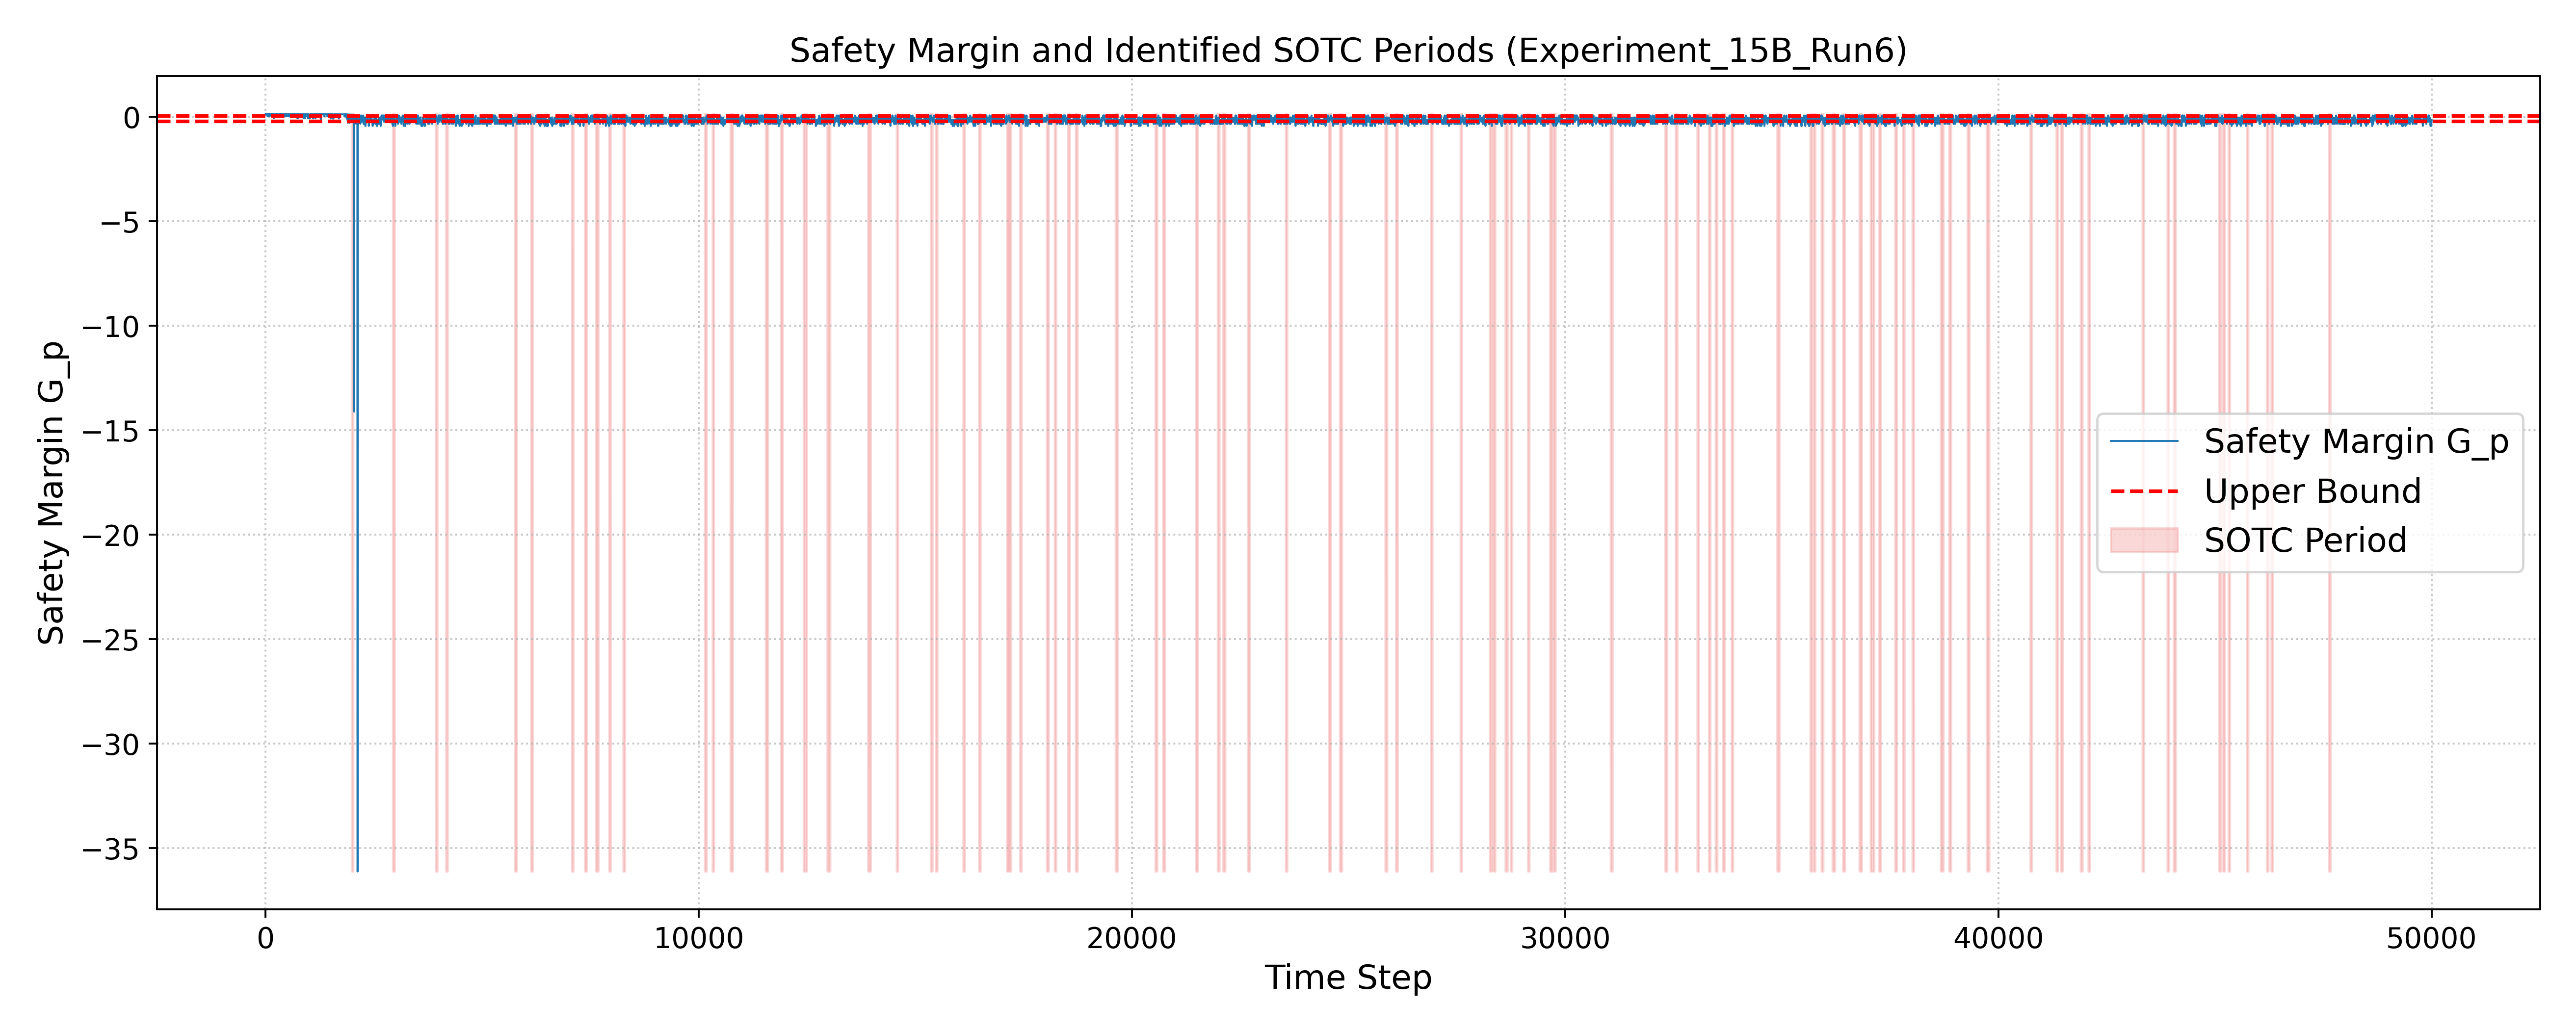 Safety Margin and Identified SOTC Periods (Experiment_15B_Run6)
0
−5
−10
−15
−20
−25
−30
−35
Safety Margin G_p
Safety Margin G_p
Upper Bound
SOTC Period
0
10000
20000
30000
40000
50000
Time Step